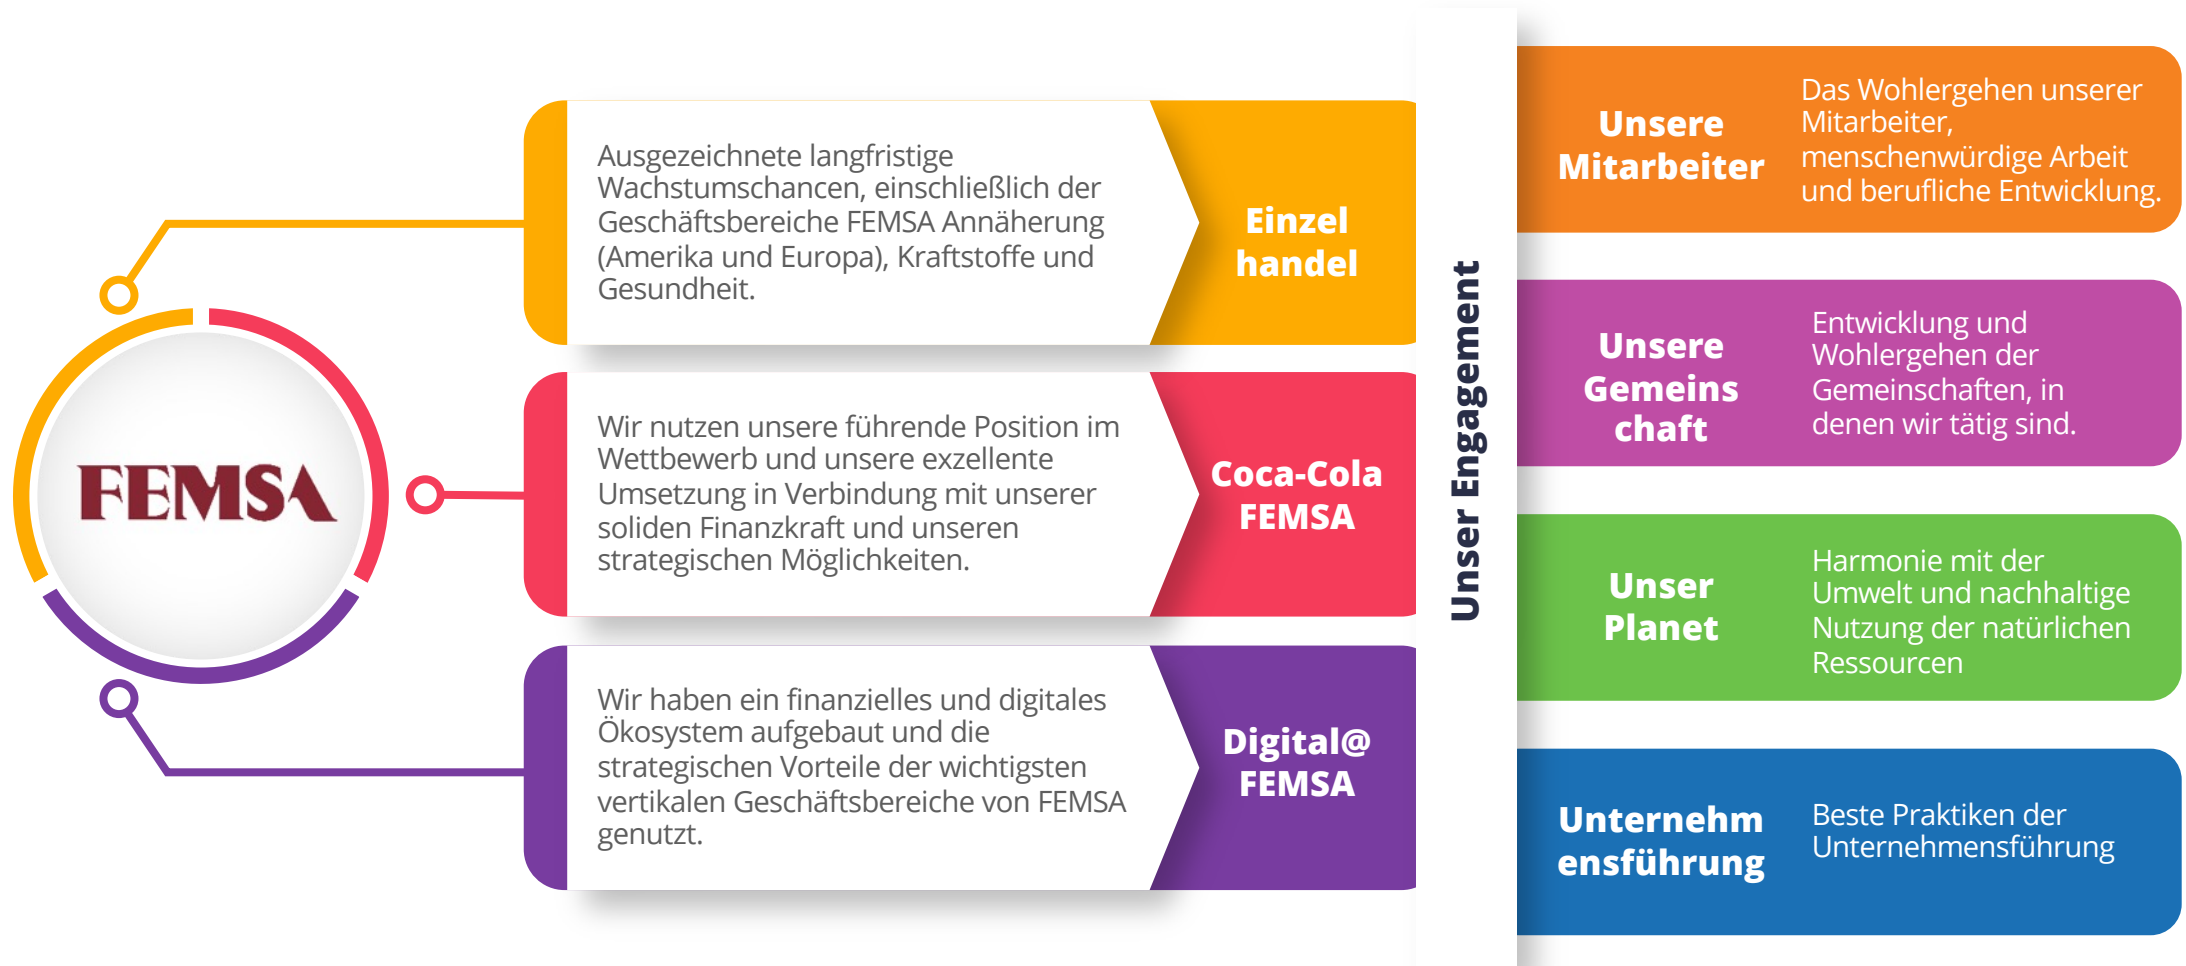 FEMSA
Ausgezeichnete langfristige
Wachstumschancen, einschließlich der
Geschäftsbereiche FEMSA Annäherung
(Amerika und Europa), Kraftstoffe und
Gesundheit.
Einzel
handel
Wir nutzen unsere führende Position im
Wettbewerb und unsere exzellente
Umsetzung in Verbindung mit unserer
soliden Finanzkraft und unseren
strategischen Möglichkeiten.
Coca-Cola
FEMSA
Wir haben ein finanzielles und digitales
Ökosystem aufgebaut und die
strategischen Vorteile der wichtigsten
vertikalen Geschäftsbereiche von FEMSA
genutzt.
Digital@
FEMSA
Unser Engagement
Unsere
Mitarbeiter
Das Wohlergehen unserer
Mitarbeiter,
menschenwürdige Arbeit
und berufliche Entwicklung.
Unsere
Gemeins
chaft
Entwicklung und
Wohlergehen der
Gemeinschaften, in
denen wir tätig sind.
Unser
Planet
Harmonie mit der
Umwelt und nachhaltige
Nutzung der natürlichen
Ressourcen
Unternehm
ensführung
Beste Praktiken der
Unternehmensführung